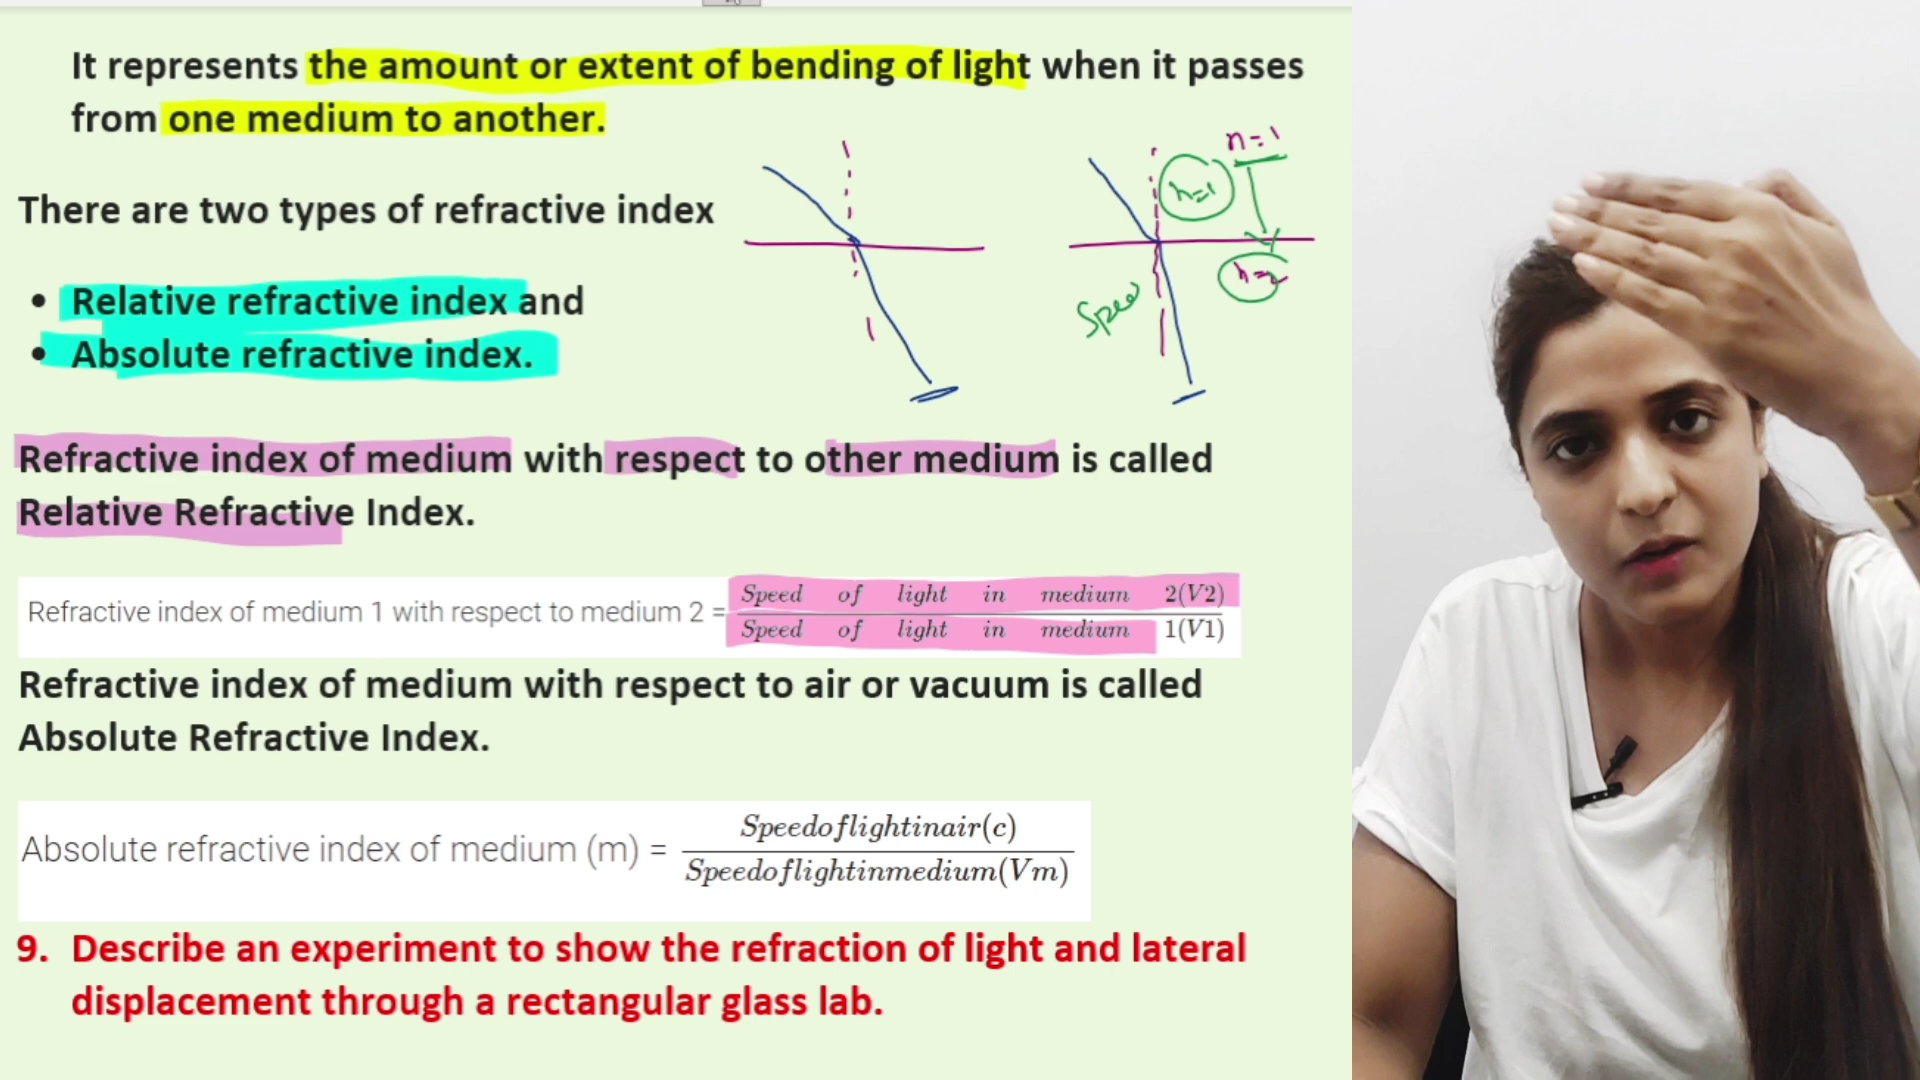 It represents the amount or extent of bending of light when it passes
from one medium to another.
n=1
n=1
There are two types of refractive index
n=2
• Relative refractive index and
Spee
• Absolute refractive index.
Refractive index of medium with respect to other medium is called
Relative Refractive Index.
Refractive index of medium 1 with respect to medium 2 = Speed of light in medium 2(V2)
Speed of light in medium 1(V1)
Refractive index of medium with respect to air or vacuum is called
Absolute Refractive Index.
Absolute refractive index of medium (m) = Speedoflightinair(c)
Speedoflightinmedium(Vm)
9. Describe an experiment to show the refraction of light and lateral
displacement through a rectangular glass lab.